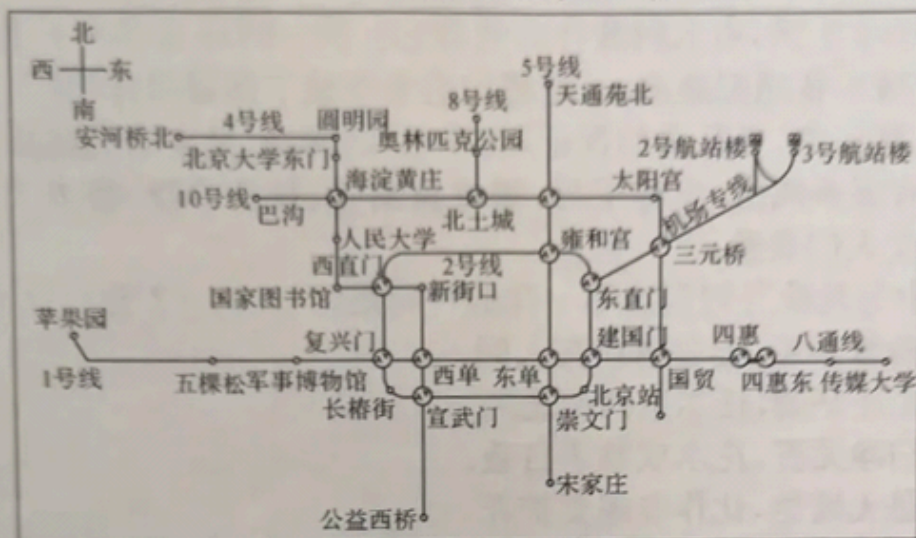 北
西 东
南
5号线
天通苑北
8号线
4号线
圆明园
安河桥北
奥林匹克公园
2号航站楼
3号航站楼
北京大学东门
海淀黄庄
太阳宫
机场专线
10号线
巴沟
北土城
人民大学
雍和宫
三元桥
西直门
2号线
国家图书馆
新街口
东直门
苹果园
复兴门
建国门
四惠
八通线
1号线
五棵松
军事博物馆
西单
东单
国贸
四惠东
传媒大学
长椿街
北京站
宣武门
崇文门
宋家庄
公益西桥